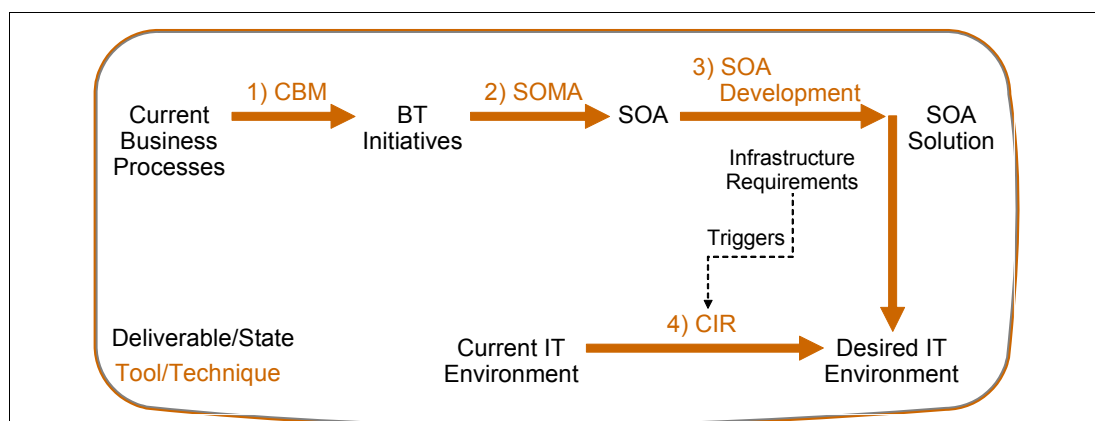 3) SOA
Development
1) CBM
2) SOMA
Current
Business
Processes
BT
Initiatives
SOA
SOA
Solution
Infrastructure
Requirements
Triggers
4) CIR
Deliverable/State
Tool/Technique
Current IT
Environment
Desired IT
Environment